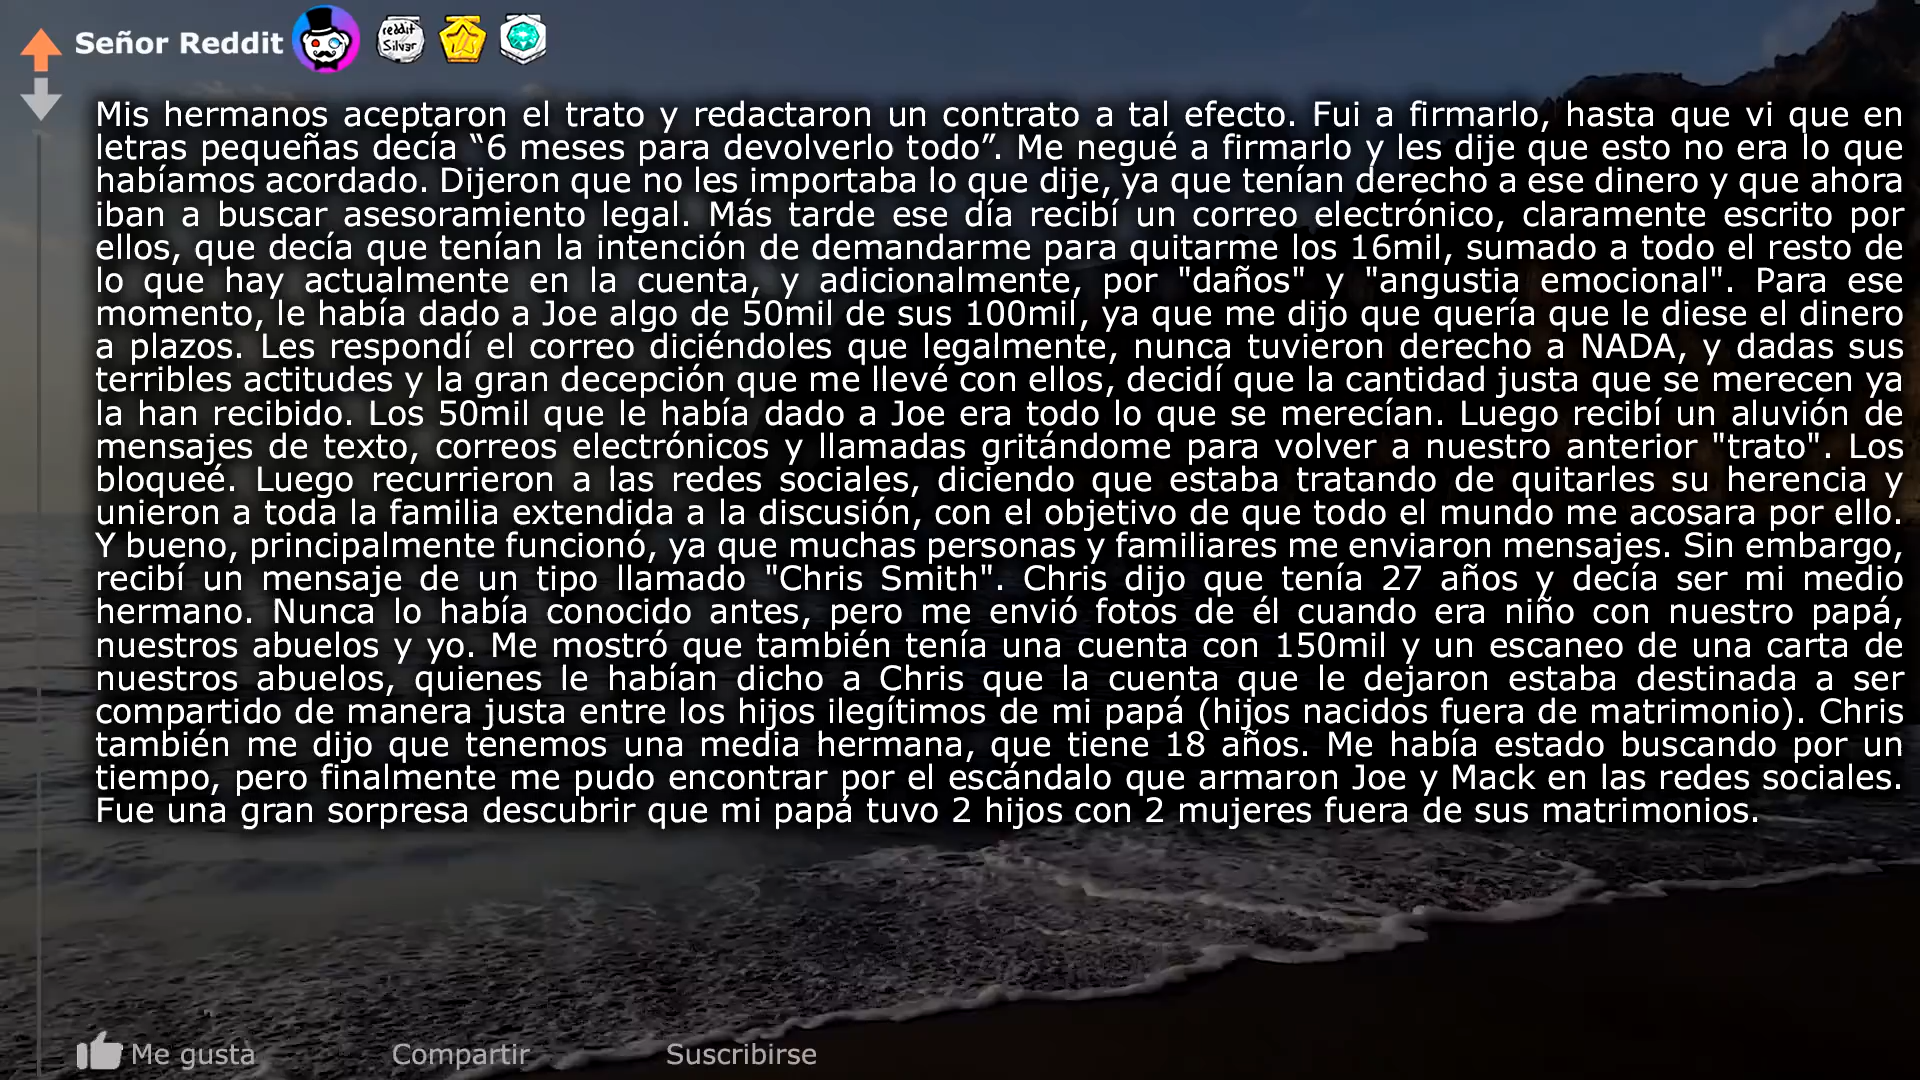 Señor Reddit
reddit
Silvər
Mis hermanos aceptaron el trato y redactaron un contrato a tal efecto. Fui a firmarlo, hasta que vi que en
letras pequeñas decía “6 meses para devolverlo todo”. Me negué a firmarlo y les dije que esto no era lo que
habíamos acordado. Dijeron que no les importaba lo que dije, ya que tenían derecho a ese dinero y que ahora
iban a buscar asesoramiento legal. Más tarde ese día recibí un correo electrónico, claramente escrito por
ellos, que decía que tenían la intención de demandarme para quitarme los 16mil, sumado a todo el resto de
lo que hay actualmente en la cuenta, y adicionalmente, por "daños" y "angustia emocional". Para ese
momento, le había dado a Joe algo de 50mil de sus 100mil, ya que me dijo que quería que le diese el dinero
a plazos. Les respondí el correo diciéndoles que legalmente, nunca tuvieron derecho a NADA, y dadas sus
terribles actitudes y la gran decepción que me llevé con ellos, decidí que la cantidad justa que se merecen ya
la han recibido. Los 50mil que le había dado a Joe era todo lo que se merecían. Luego recibí un aluvión de
mensajes de texto, correos electrónicos y llamadas gritándome para volver a nuestro anterior "trato". Los
bloqueé. Luego recurrieron a las redes sociales, diciendo que estaba tratando de quitarles su herencia y
unieron a toda la familia extendida a la discusión, con el objetivo de que todo el mundo me acosara por ello.
Y bueno, principalmente funcionó, ya que muchas personas y familiares me enviaron mensajes. Sin embargo,
recibí un mensaje de un tipo llamado "Chris Smith". Chris dijo que tenía 27 años y decía ser mi medio
hermano. Nunca lo había conocido antes, pero me envió fotos de él cuando era niño con nuestro papá,
nuestros abuelos y yo. Me mostró que también tenía una cuenta con 150mil y un escaneo de una carta de
nuestros abuelos, quienes le habían dicho a Chris que la cuenta que le dejaron estaba destinada a ser
compartido de manera justa entre los hijos ilegítimos de mi papá (hijos nacidos fuera de matrimonio). Chris
también me dijo que tenemos una media hermana, que tiene 18 años. Me había estado buscando por un
tiempo, pero finalmente me pudo encontrar por el escándalo que armaron Joe y Mack en las redes sociales.
Fue una gran sorpresa descubrir que mi papá tuvo 2 hijos con 2 mujeres fuera de sus matrimonios.
Me gusta
Compartir
Suscribirse